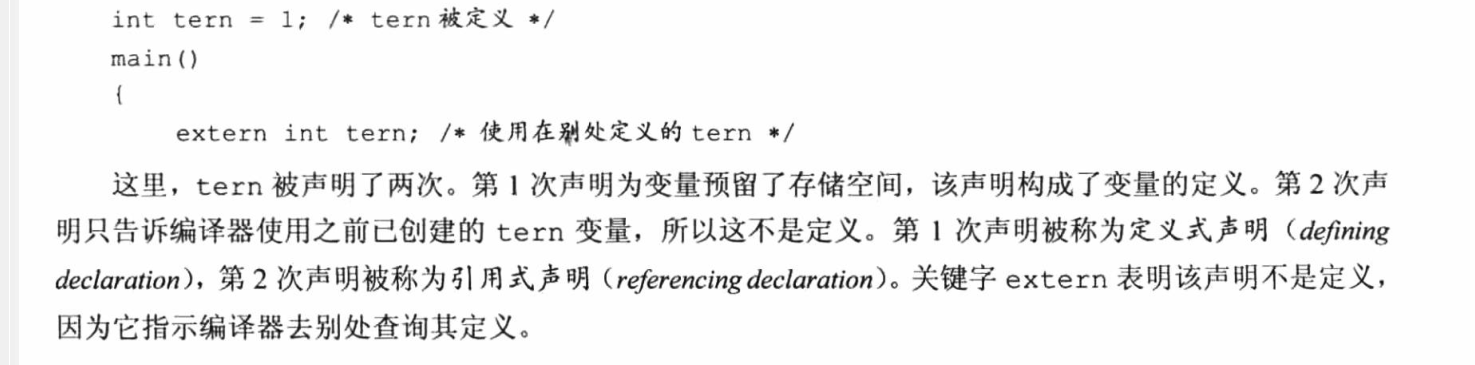 int tern = 1; /* tern 被定义 */
main()
{
extern int tern; /* 使用在别处定义的 tern */
这里，tern 被声明了两次。第 1 次声明为变量预留了存储空间，该声明构成了变量的定义。第 2 次声
明只告诉编译器使用之前已创建的 tern 变量，所以这不是定义。第 1 次声明被称为定义式声明（defining
declaration），第 2 次声明被称为引用式声明（referencing declaration）。关键字 extern 表明该声明不是定义，
因为它指示编译器去别处查询其定义。